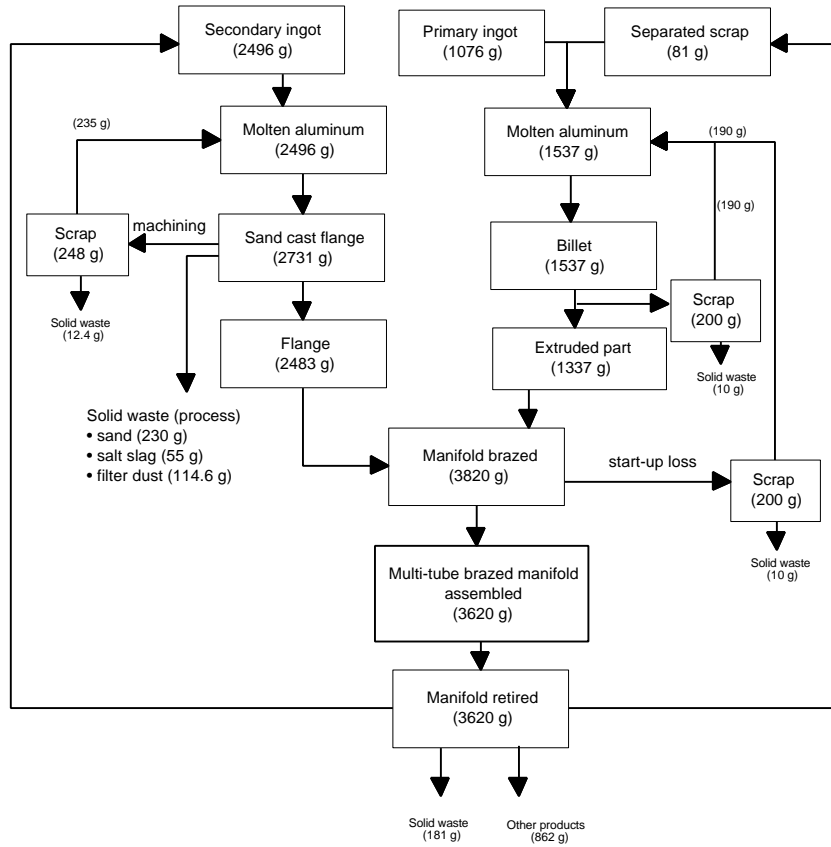 Secondary ingot
(2496 g)
Primary ingot
(1076 g)
Separated scrap
(81 g)
(235 g)
Molten aluminum
(2496 g)
Molten aluminum
(1537 g)
(190 g)
(190 g)
machining
Scrap
(248 g)
Sand cast flange
(2731 g)
Billet
(1537 g)
Scrap
(200 g)
Solid waste
(12.4 g)
Flange
(2483 g)
Extruded part
(1337 g)
Solid waste
(10 g)
Solid waste (process)
• sand (230 g)
• salt slag (55 g)
• filter dust (114.6 g)
Manifold brazed
(3820 g)
start-up loss
Scrap
(200 g)
Solid waste
(10 g)
Multi-tube brazed manifold
assembled
(3620 g)
Manifold retired
(3620 g)
Solid waste
(181 g)
Other products
(862 g)